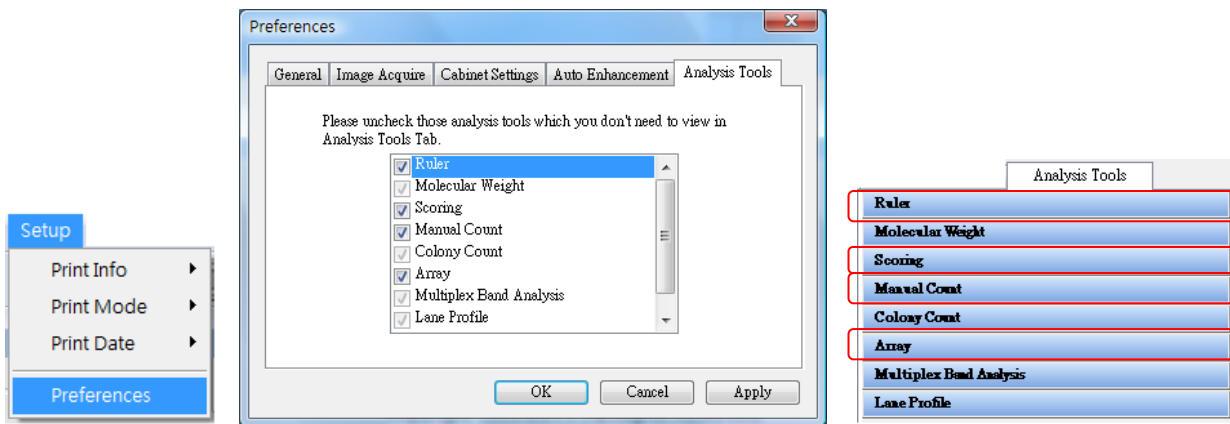 Setup
Print Info
Print Mode
Print Date
Preferences
Preferences
General
Image Acquire
Cabinet Settings
Auto Enhancement
Analysis Tools
Please uncheck those analysis tools which you don't need to view in
Analysis Tools Tab.
Ruler
Molecular Weight
Scoring
Manual Count
Colony Count
Array
Multiplex Band Analysis
Lane Profile
OK
Cancel
Apply
Analysis Tools
Ruler
Molecular Weight
Scoring
Manual Count
Colony Count
Array
Multiplex Band Analysis
Lane Profile